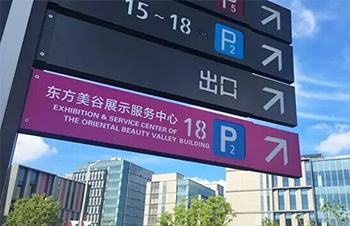 P5
15~18 P2
出口
东方美谷展示服务中心
EXHIBITION & SERVICE CENTER OF
THE ORIENTAL BEAUTY VALLEY BUILDING 18 P2